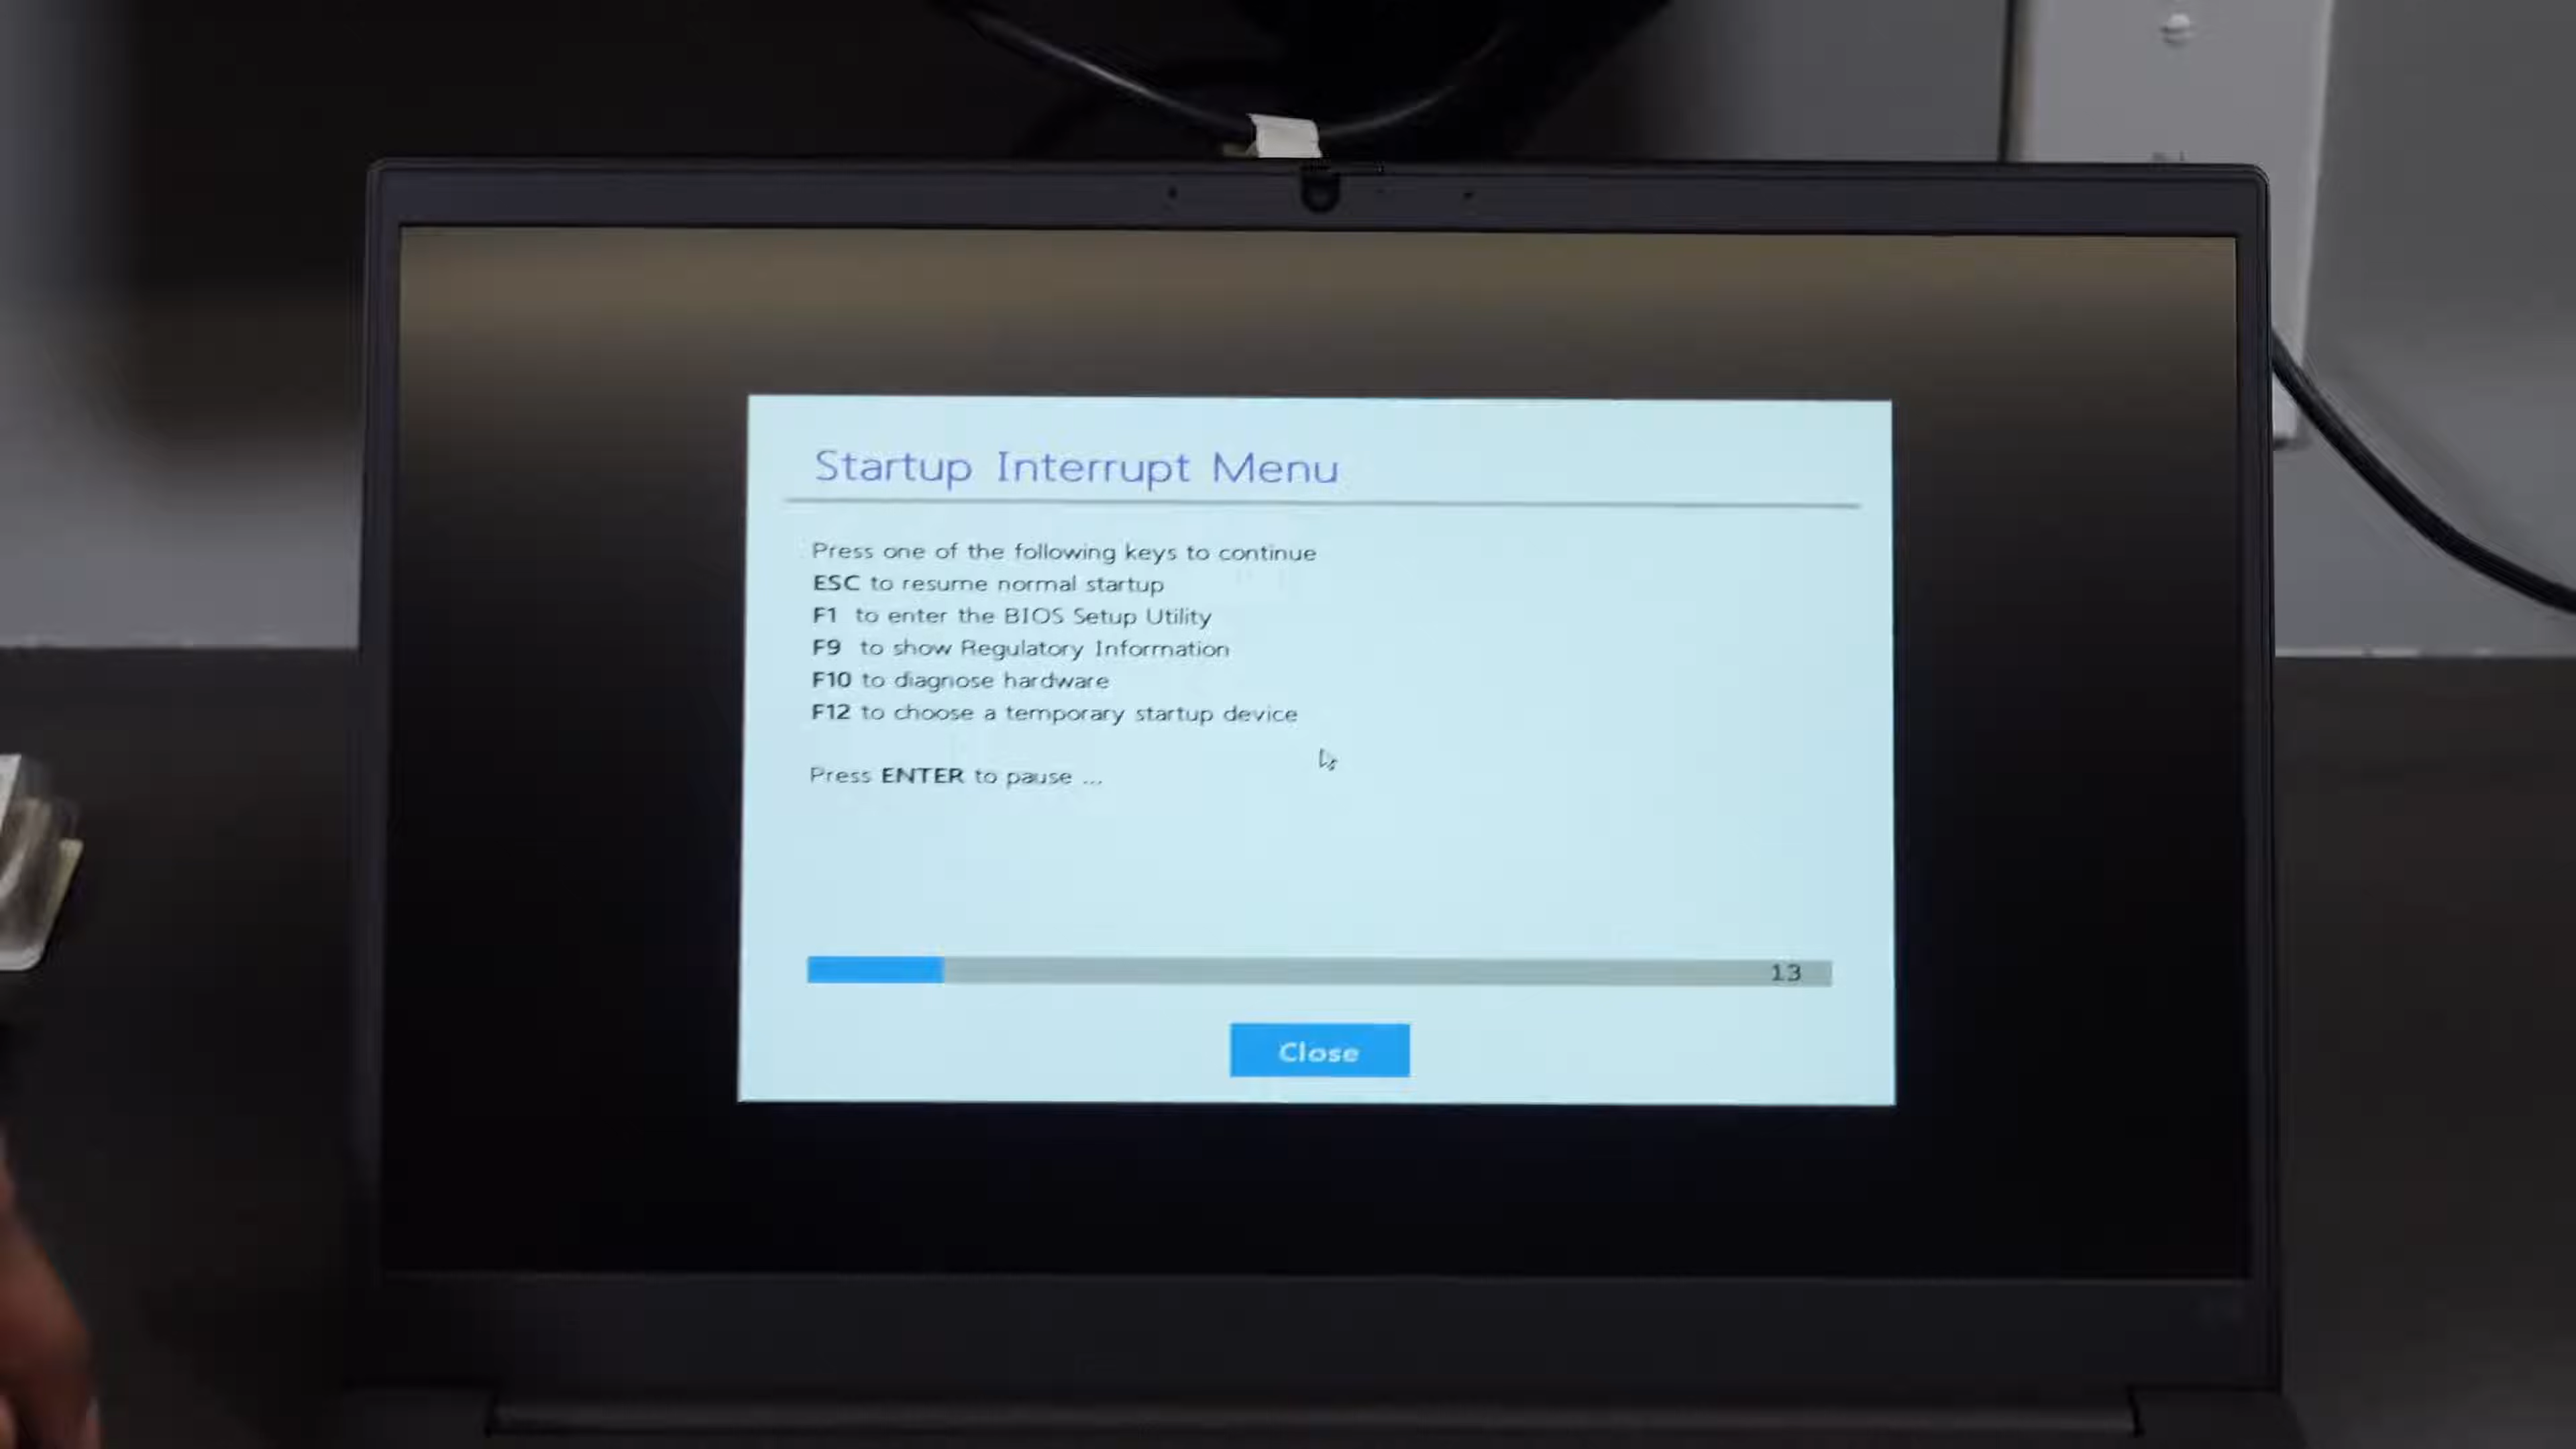 Startup Interrupt Menu
Press one of the following keys to continue
ESC to resume normal startup
F1 to enter the BIOS Setup Utility
F9 to show Regulatory Information
F10 to diagnose hardware
F12 to choose a temporary startup device
Press ENTER to pause ...
13
Close